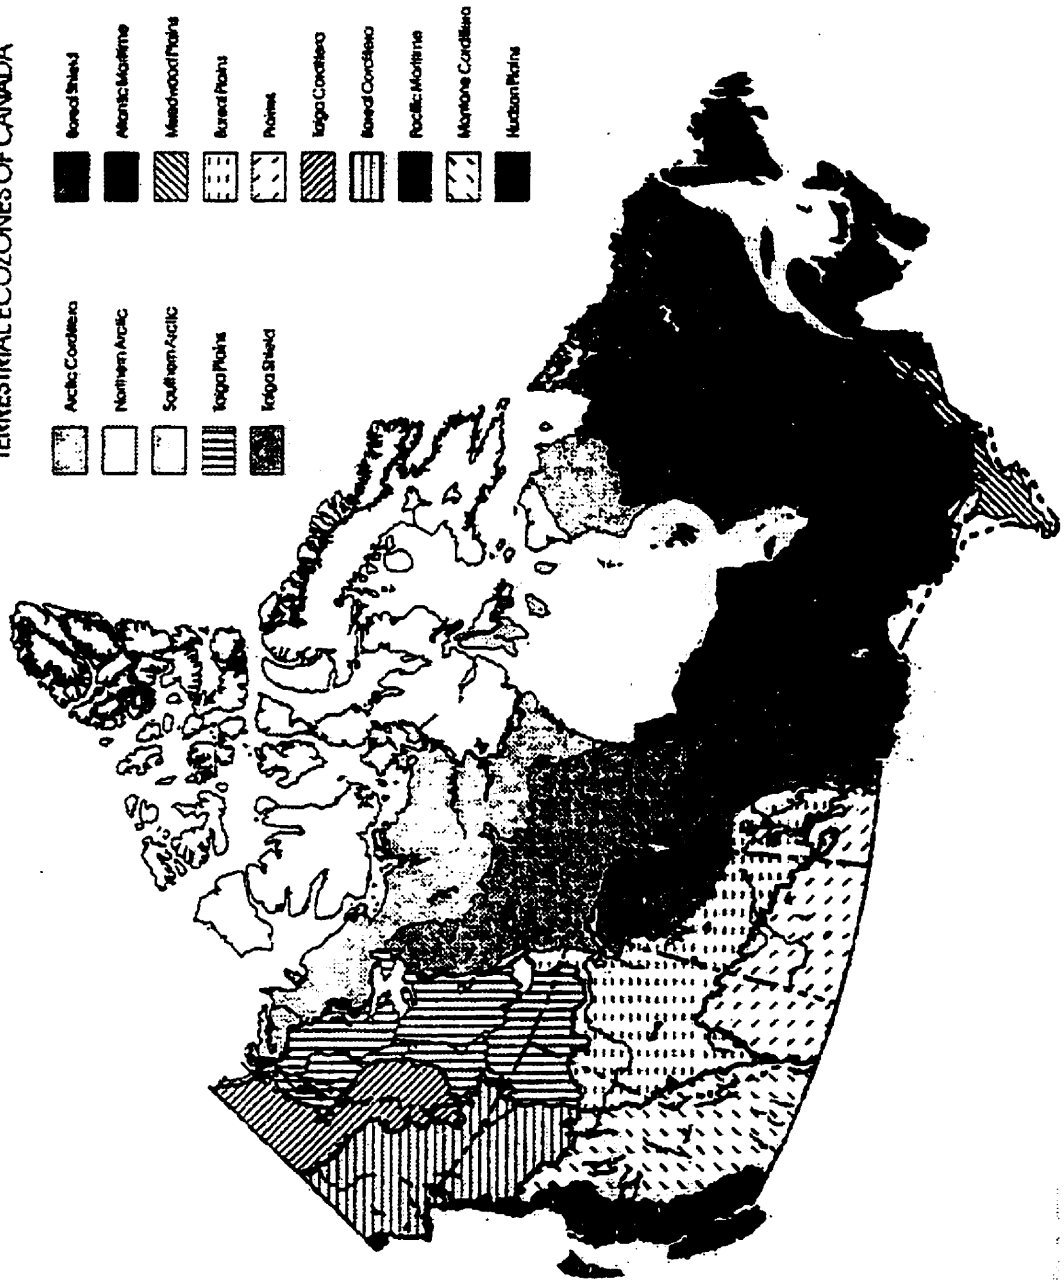 TERRESTRIAL ECOZONES OF CANADA
Arctic Cordillera
Northern Arctic
Southern Arctic
Taiga Plains
Taiga Shield
Boreal Shield
Atlantic Maritime
Mixedwood Plains
Boreal Plains
Prairies
Taiga Cordillera
Boreal Cordillera
Pacific Maritime
Montane Cordillera
Hudson Plains